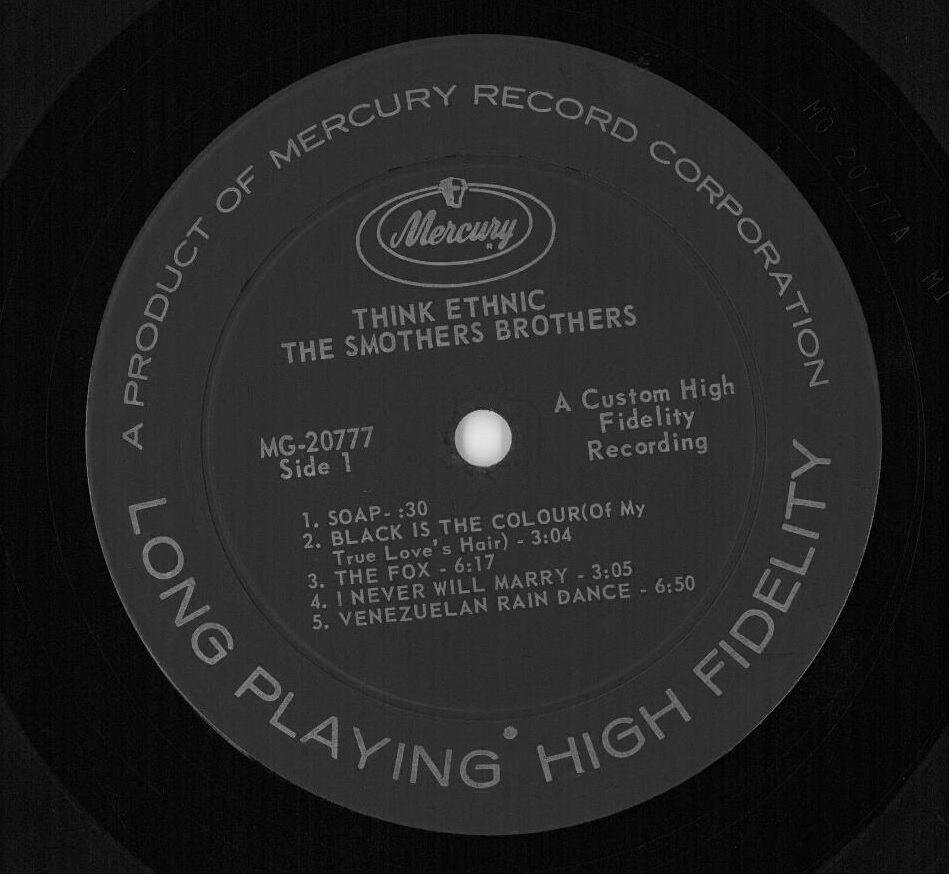 A PRODUCT OF MERCURY RECORD CORPORATION
Mercury
R
THINK ETHNIC
THE SMOTHERS BROTHERS
A Custom High
Fidelity
Recording
MG-20777
Side 1
1. SOAP- :30
2. BLACK IS THE COLOUR(Of My
True Love's Hair) - 3:04
3. THE FOX - 6:17
4. I NEVER WILL MARRY - 3:05
5. VENEZUELAN RAIN DANCE - 6:50
LONG PLAYING HIGH FIDELITY
MG 20777A